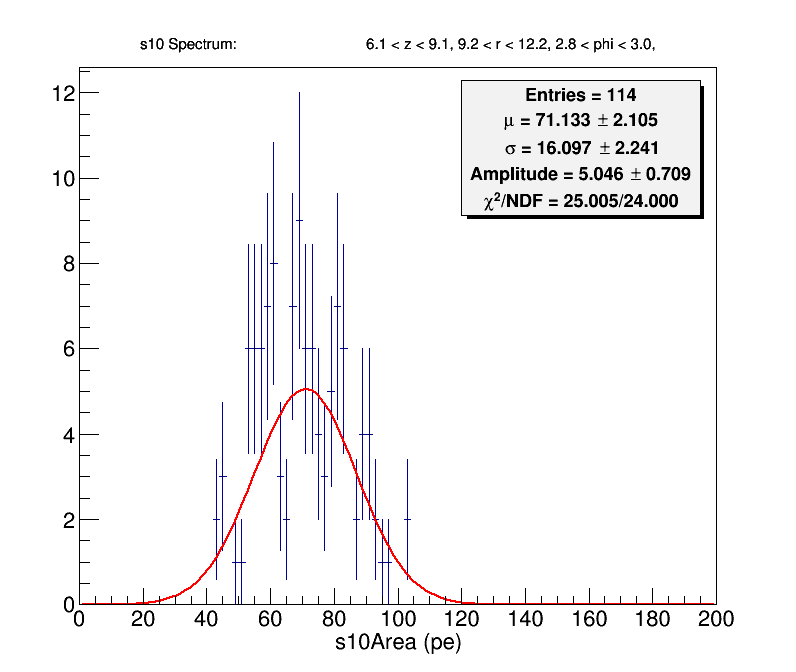 s10 Spectrum: 6.1 < z < 9.1, 9.2 < r < 12.2, 2.8 < phi < 3.0,
Entries = 114
μ = 71.133 ± 2.105
σ = 16.097 ± 2.241
Amplitude = 5.046 ± 0.709
χ²/NDF = 25.005/24.000
12
10
8
6
4
2
0
0 20 40 60 80 100 120 140 160 180 200
s10Area (pe)